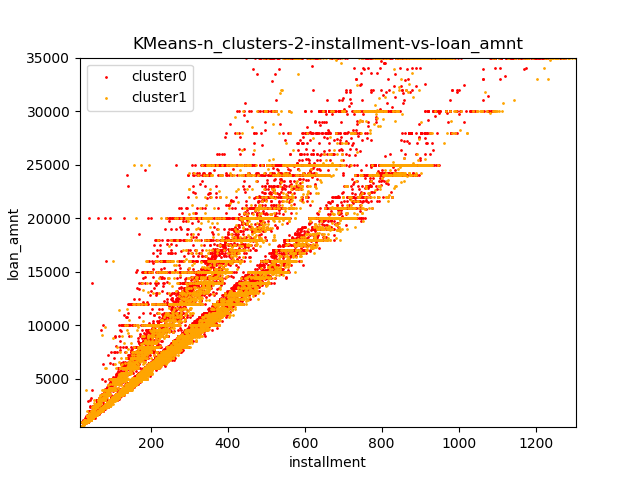 KMeans-n_clusters-2-installment-vs-loan_amnt
cluster0
cluster1
loan_amnt
35000
30000
25000
20000
15000
10000
5000
200 400 600 800 1000 1200
installment